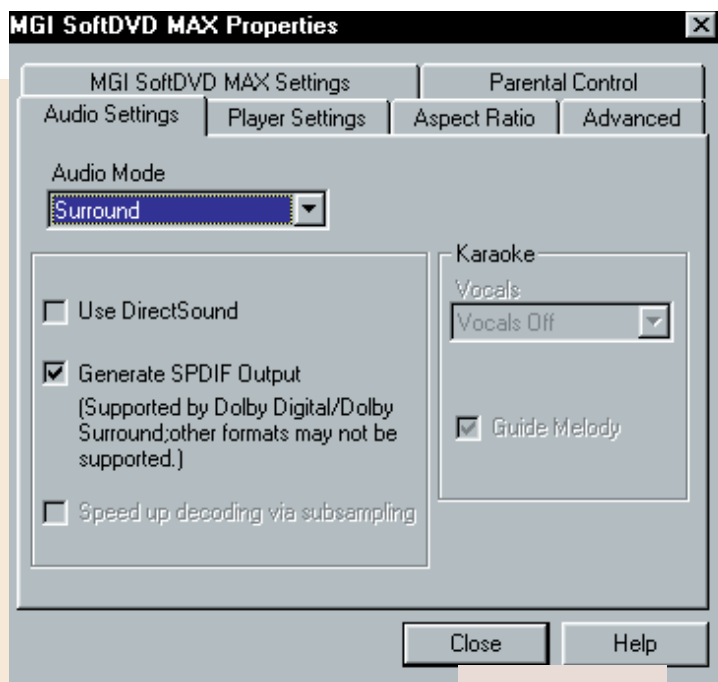 MGI SoftDVD MAX Properties
MGI SoftDVD MAX Settings
Parental Control
Audio Settings
Player Settings
Aspect Ratio
Advanced
Audio Mode
Surround
Use DirectSound
Generate SPDIF Output
(Supported by Dolby Digital/Dolby
Surround;other formats may not be
supported.)
Speed up decoding via subsampling
Karaoke
Vocals
Vocals Off
Guide Melody
Close
Help